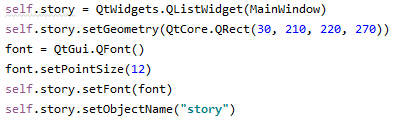 self.story = QtWidgets.QListWidget(MainWindow)
self.story.setGeometry(QtCore.QRect(30, 210, 220, 270))
font = QtGui.QFont()
font.setPointSize(12)
self.story.setFont(font)
self.story.setObjectName("story")